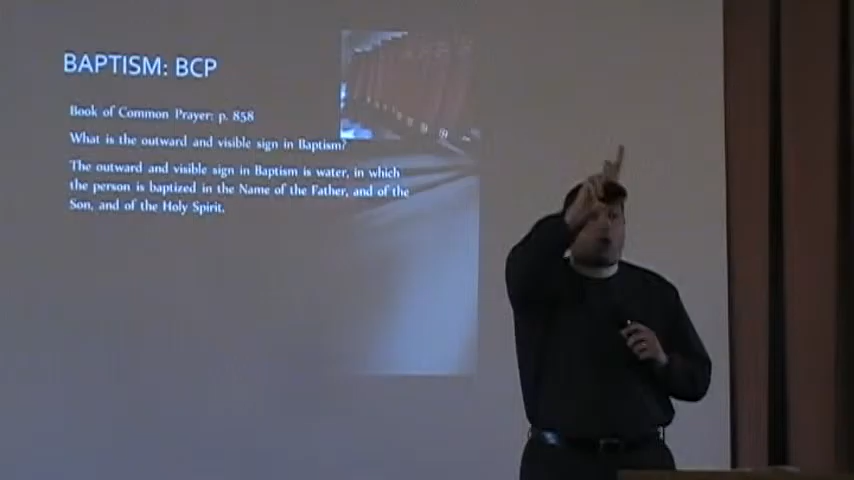 BAPTISM: BCP
Book of Common Prayer: p. 858
What is the outward and visible sign in Baptism?
The outward and visible sign in Baptism is water, in which
the person is baptized in the Name of the Father, and of the
Son, and of the Holy Spirit.